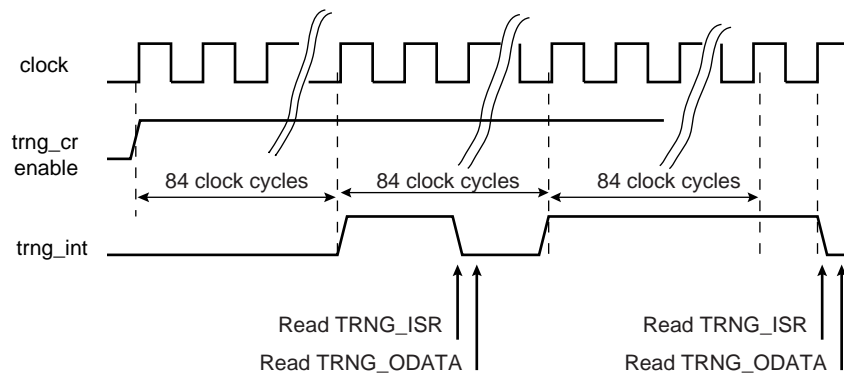 clock
trng_cr
enable
84 clock cycles
84 clock cycles
84 clock cycles
trng_int
Read TRNG_ISR
Read TRNG_ISR
Read TRNG_ODATA
Read TRNG_ODATA